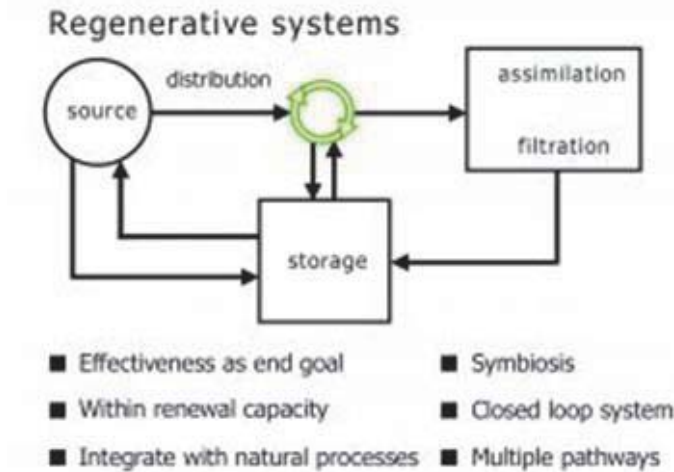 Regenerative systems
distribution
source
assimilation
filtration
storage
■ Effectiveness as end goal
■ Within renewal capacity
■ Integrate with natural processes
■ Symbiosis
■ Closed loop system
■ Multiple pathways